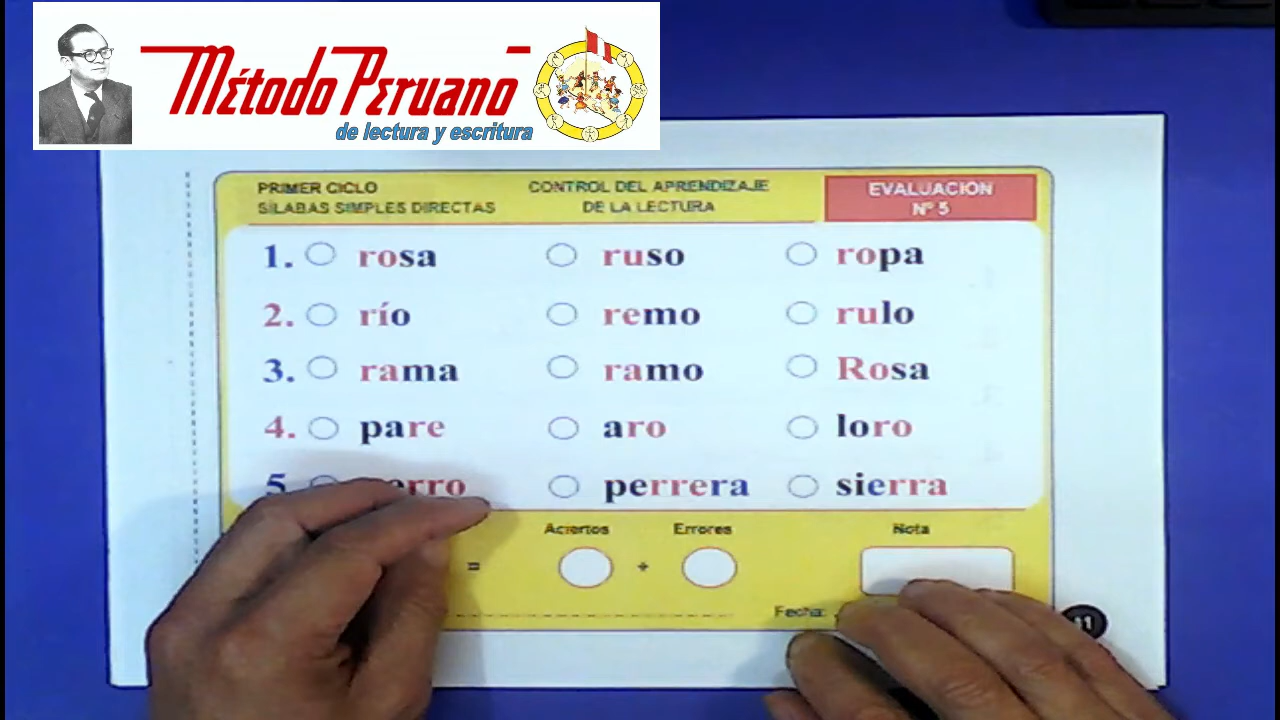 Método Peruano
de lectura y escritura
PRIMER CICLO
SÍLABAS SIMPLES DIRECTAS
CONTROL DEL APRENDIZAJE
DE LA LECTURA
EVALUACIÓN
Nº 5
1. rosa ruso ropa
2. río remo rulo
3. rama ramo Rosa
4. pare aro loro
5. erro perrera sierra
Aciertos Errores Nota
= +
Fecha: